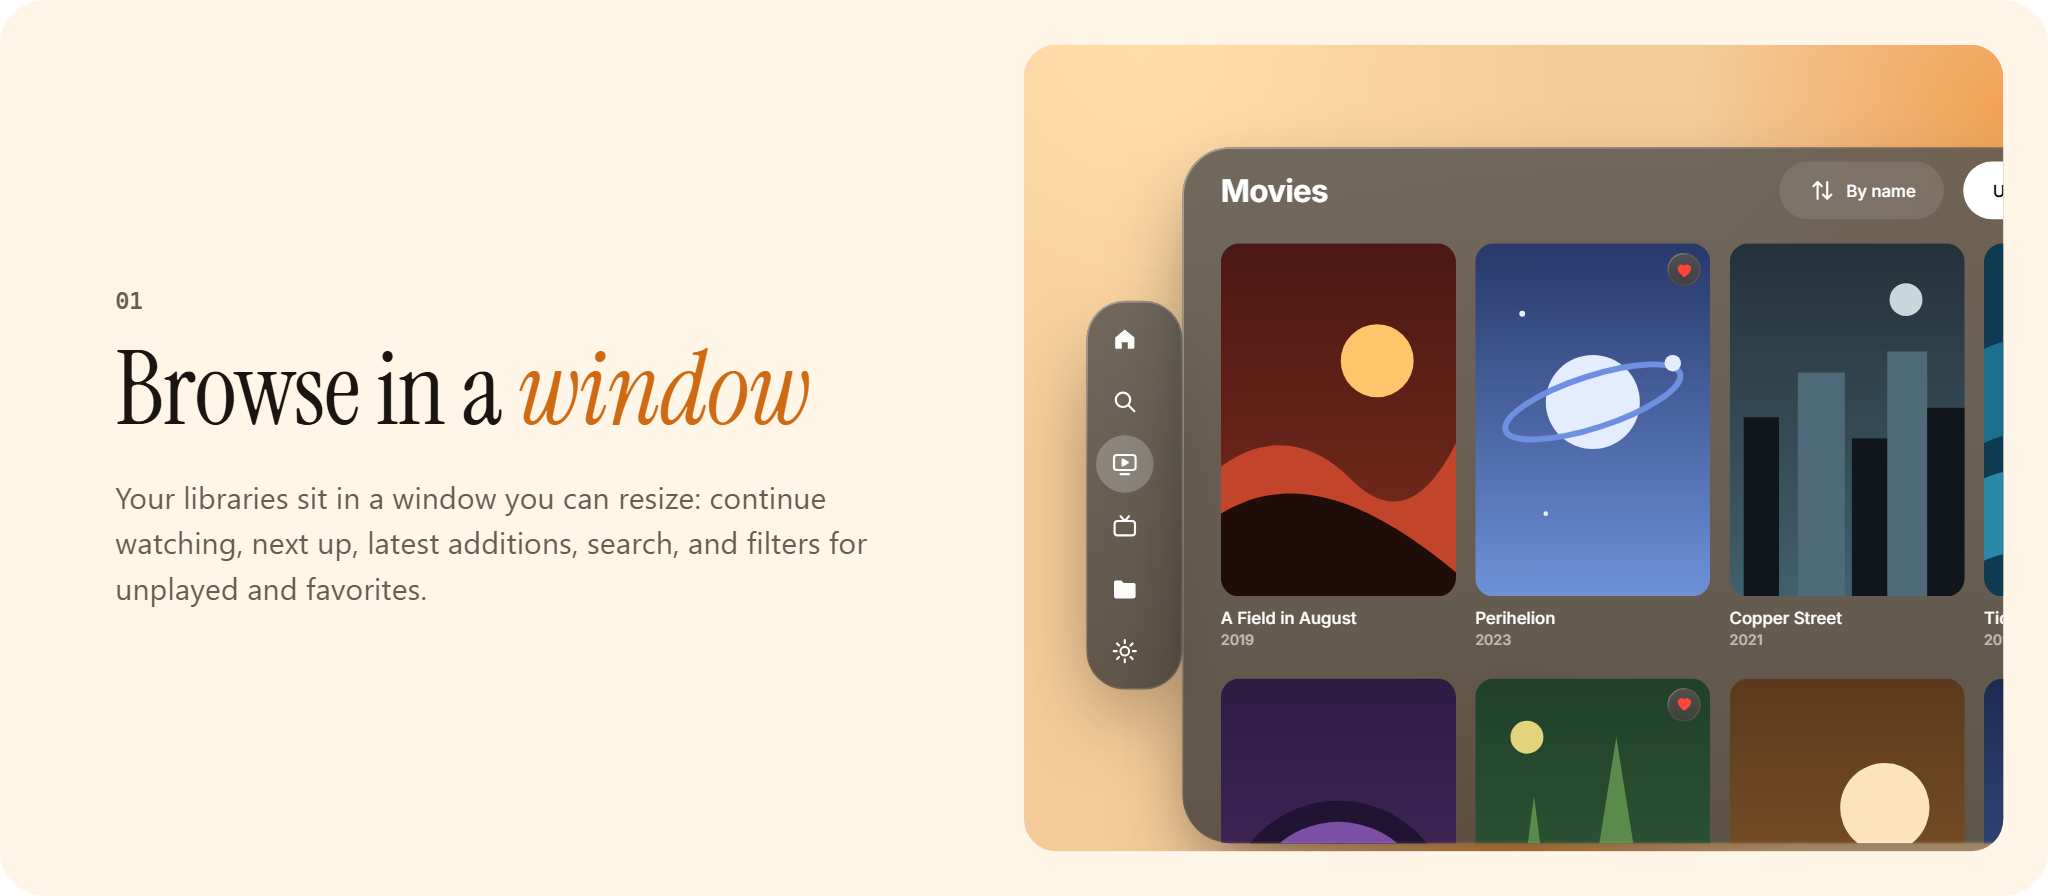 01
Browse in a window
Your libraries sit in a window you can resize: continue
watching, next up, latest additions, search, and filters for
unplayed and favorites.
Movies
By name
A Field in August
2019
Perihelion
2023
Copper Street
2021